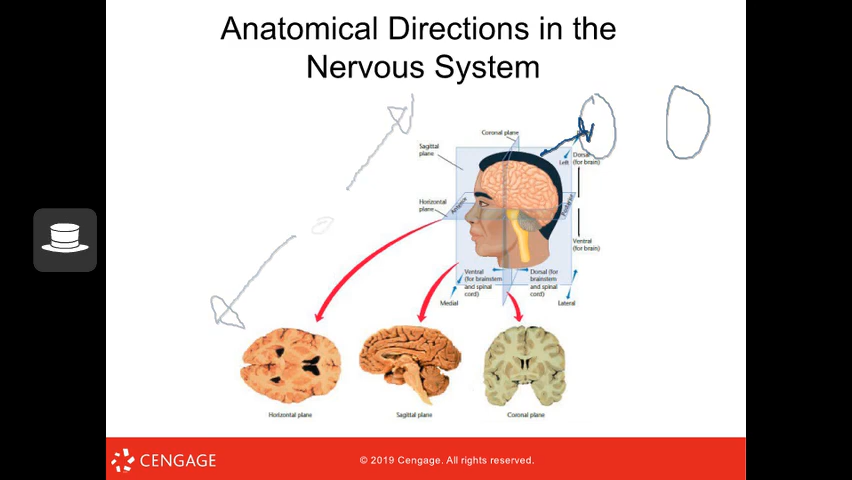 Anatomical Directions in the
Nervous System
Coronal plane
Sagittal
plane
Left
Dorsal
(for brain)
Horizontal
plane
Anterior
Posterior
Ventral
(for brain)
Ventral
(for brainstem
and spinal
cord)
Dorsal (for
brainstem
and spinal
cord)
Medial
Lateral
Horizontal plane
Sagittal plane
Coronal plane
CENGAGE
© 2019 Cengage. All rights reserved.